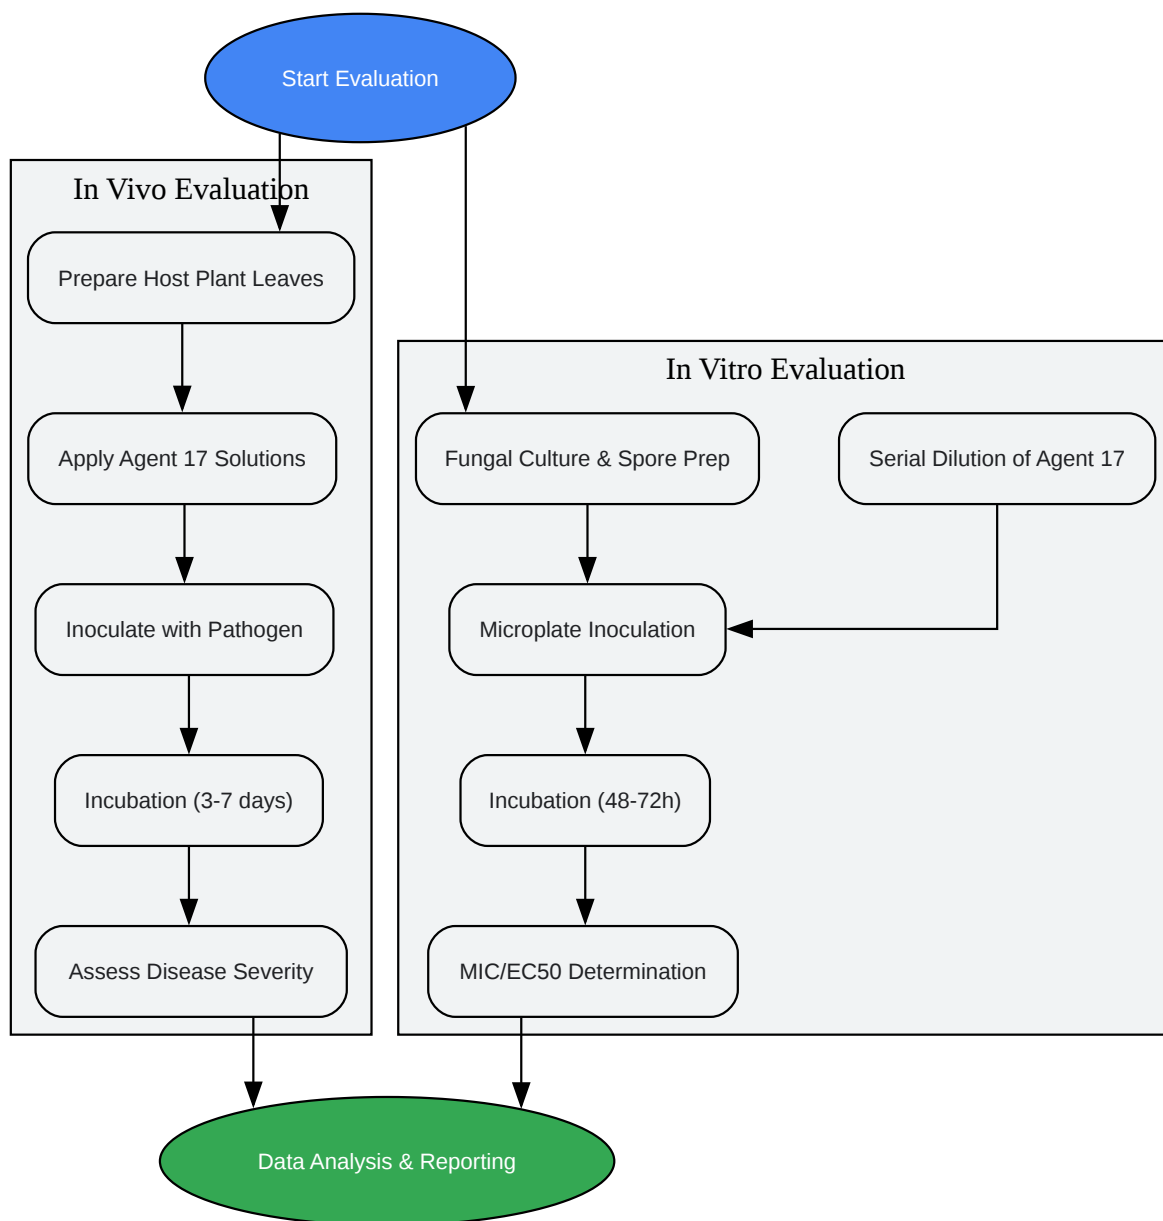 Start Evaluation
In Vivo Evaluation
Prepare Host Plant Leaves
Apply Agent 17 Solutions
Inoculate with Pathogen
Incubation (3-7 days)
Assess Disease Severity
In Vitro Evaluation
Fungal Culture & Spore Prep
Serial Dilution of Agent 17
Microplate Inoculation
Incubation (48-72h)
MIC/EC50 Determination
Data Analysis & Reporting